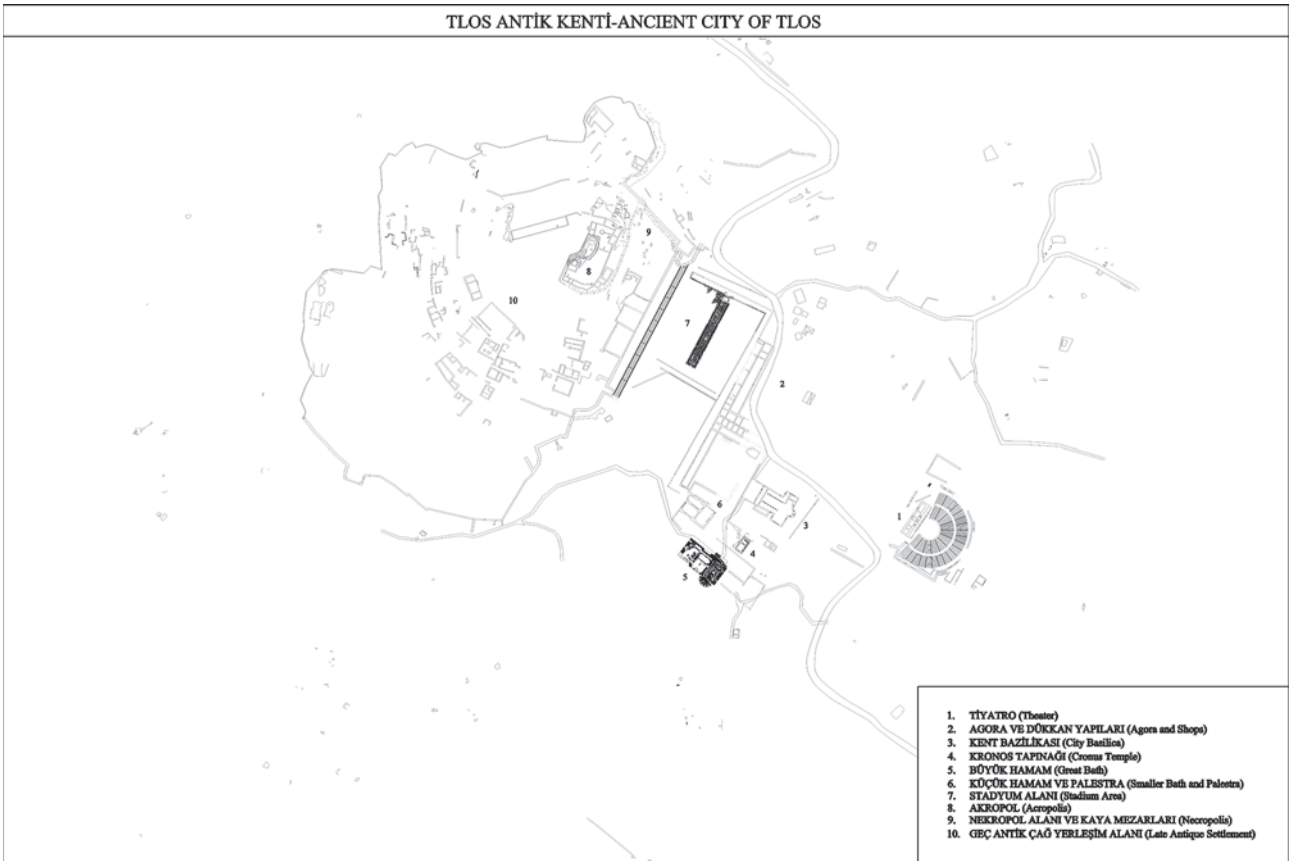 TLOS ANTİK KENTİ-ANCIENT CITY OF TLOS
9
8
10
7
2
1
6
3
4
5
1. TİYATRO (Theater)
2. AGORA VE DÜKKAN YAPILARI (Agora and Shops)
3. KENT BAZİLİKASI (City Basilica)
4. KRONOS TAPINAĞI (Cronus Temple)
5. BÜYÜK HAMAM (Great Bath)
6. KÜÇÜK HAMAM VE PALESTRA (Smaller Bath and Palestra)
7. STADYUM ALANI (Stadium Area)
8. AKROPOL (Acropolis)
9. NEKROPOL ALANI VE KAYA MEZARLARI (Necropolis)
10. GEÇ ANTİK ÇAĞ YERLEŞİM ALANI (Late Antique Settlement)